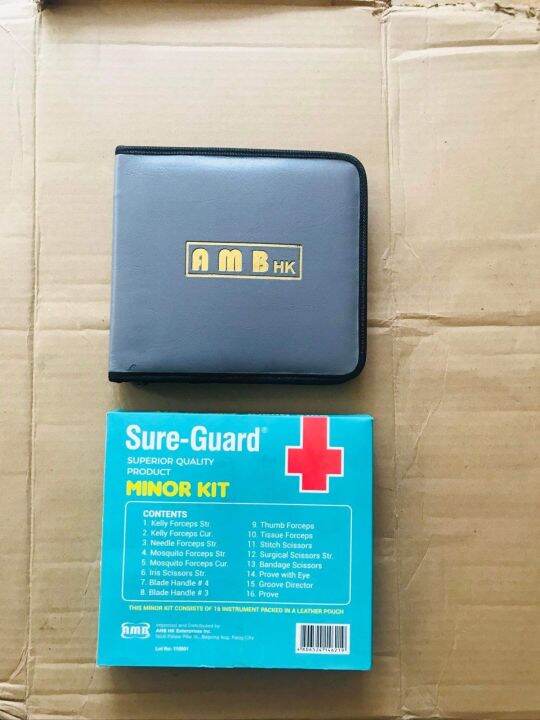 AMB HK
Sure-Guard®
SUPERIOR QUALITY
PRODUCT
MINOR KIT
CONTENTS
1. Kelly Forceps Str.
2. Kelly Forceps Cur.
3. Needle Forceps Str.
4. Mosquito Forceps Str.
5. Mosquito Forceps Cur.
6. Iris Scissors Str.
7. Blade Handle # 4
8. Blade Handle # 3
9. Thumb Forceps
10. Tissue Forceps
11. Stitch Scissors
12. Surgical Scissors Str.
13. Bandage Scissors
14. Prove with Eye
15. Groove Director
16. Prove
THIS MINOR KIT CONSISTS OF 16 INSTRUMENT PACKED IN A LEATHER POUCH
AMB
Imported and Distributed by:
AMB HK Enterprises Inc.
Pasig City
Lot No: